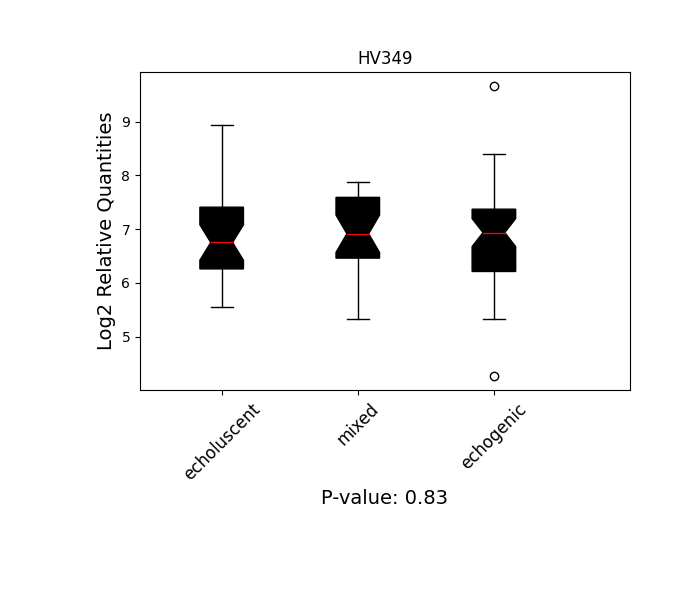 HV349
Log2 Relative Quantities
9
8
7
6
5
echoluscent
mixed
echogenic
P-value: 0.83